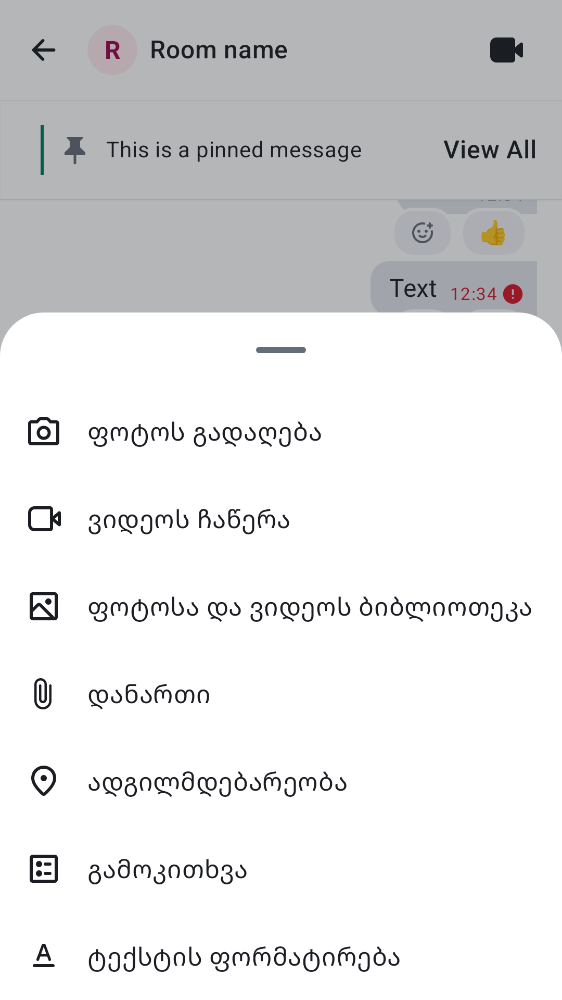 R Room name
This is a pinned message View All
Text 12:34
ფოტოს გადაღება
ვიდეოს ჩაწერა
ფოტოსა და ვიდეოს ბიბლიოთეკა
დანართი
ადგილმდებარეობა
გამოკითხვა
ტექსტის ფორმატირება